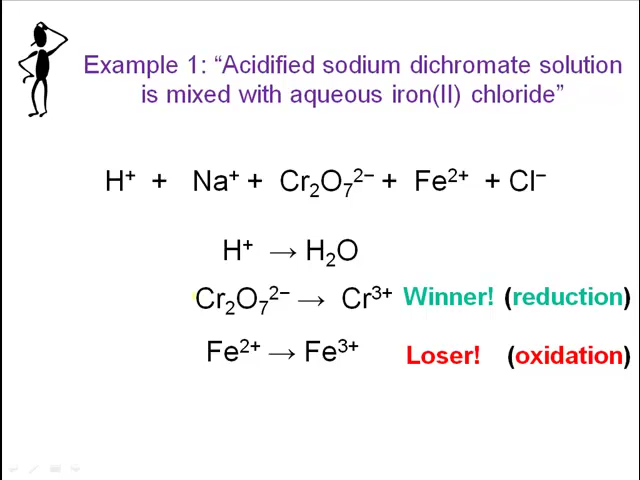 Example 1: “Acidified sodium dichromate solution
is mixed with aqueous iron(II) chloride”
H⁺ + Na⁺ + Cr₂O₇²⁻ + Fe²⁺ + Cl⁻
H⁺ → H₂O
Cr₂O₇²⁻ → Cr³⁺ Winner! (reduction)
Fe²⁺ → Fe³⁺ Loser! (oxidation)